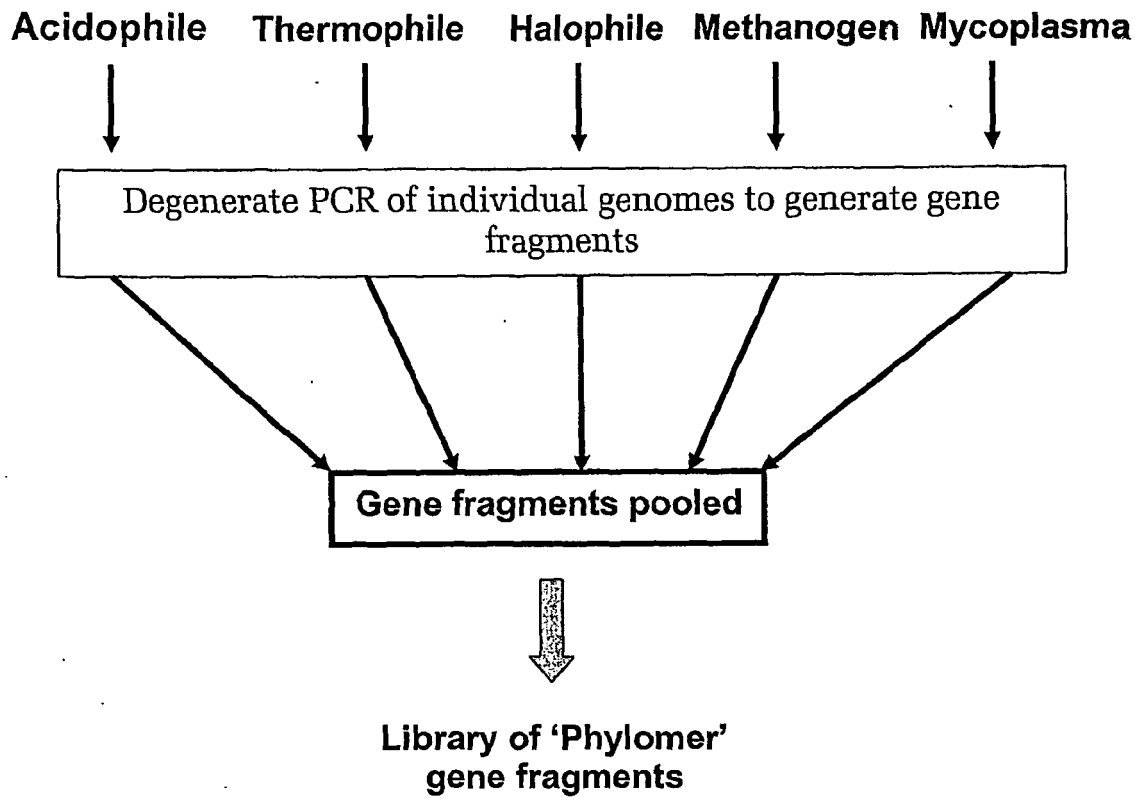 Acidophile Thermophile Halophile Methanogen Mycoplasma
Degenerate PCR of individual genomes to generate gene
fragments
Gene fragments pooled
Library of ‘Phylomer’
gene fragments